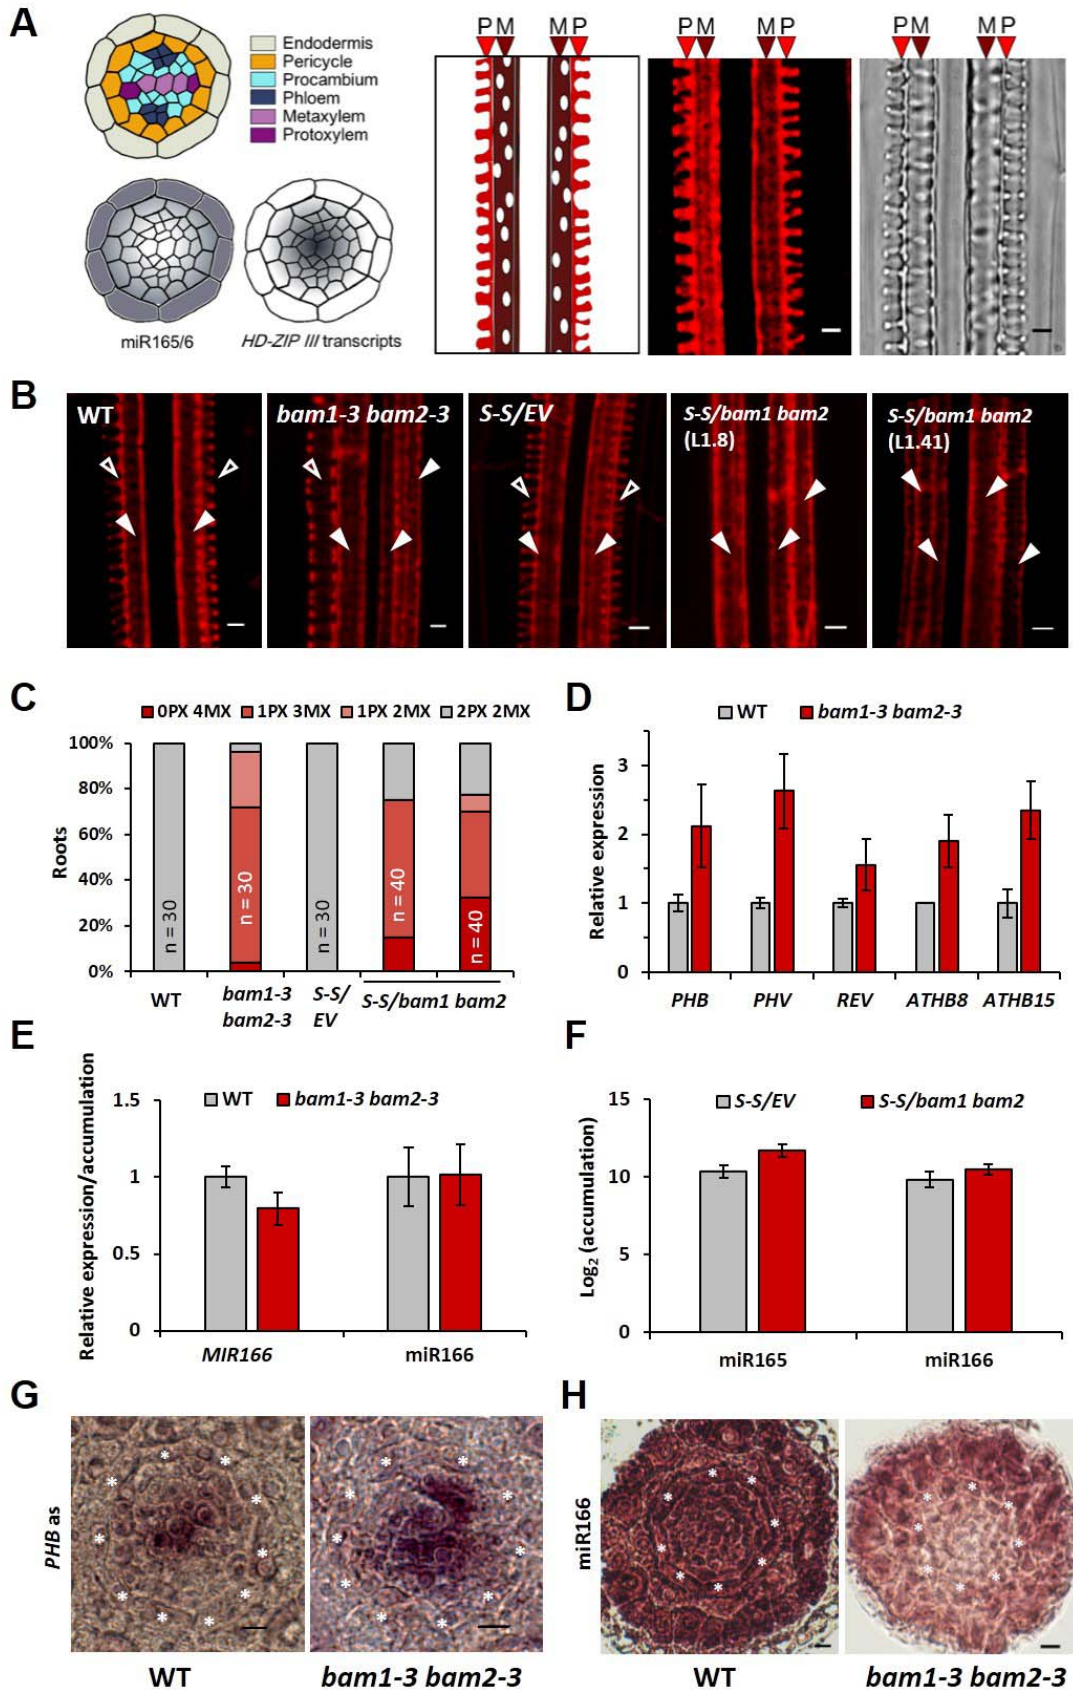 A
Endodermis
Pericycle
Procambium
Phloem
Metaxylem
Protoxylem
miR165/6
HD-ZIP III transcripts
P M M P
P M M P
P M M P
B
WT
bam1-3 bam2-3
S-S/EV
S-S/bam1 bam2
(L1.8)
S-S/bam1 bam2
(L1.41)
C
0PX 4MX 1PX 3MX 1PX 2MX 2PX 2MX
Roots
100%
80%
60%
40%
20%
0%
n = 30
n = 30
n = 30
n = 40
n = 40
WT
bam1-3
bam2-3
S-S/
EV
S-S/bam1 bam2
D
WT bam1-3 bam2-3
Relative expression
3
2
1
0
PHB PHV REV ATHB8 ATHB15
E
WT bam1-3 bam2-3
Relative expression/accumulation
1.5
1
0.5
0
MIR166 miR166
F
S-S/EV S-S/bam1 bam2
Log2 (accumulation)
15
10
5
0
miR165 miR166
G
PHB as
WT bam1-3 bam2-3
H
miR166
WT bam1-3 bam2-3